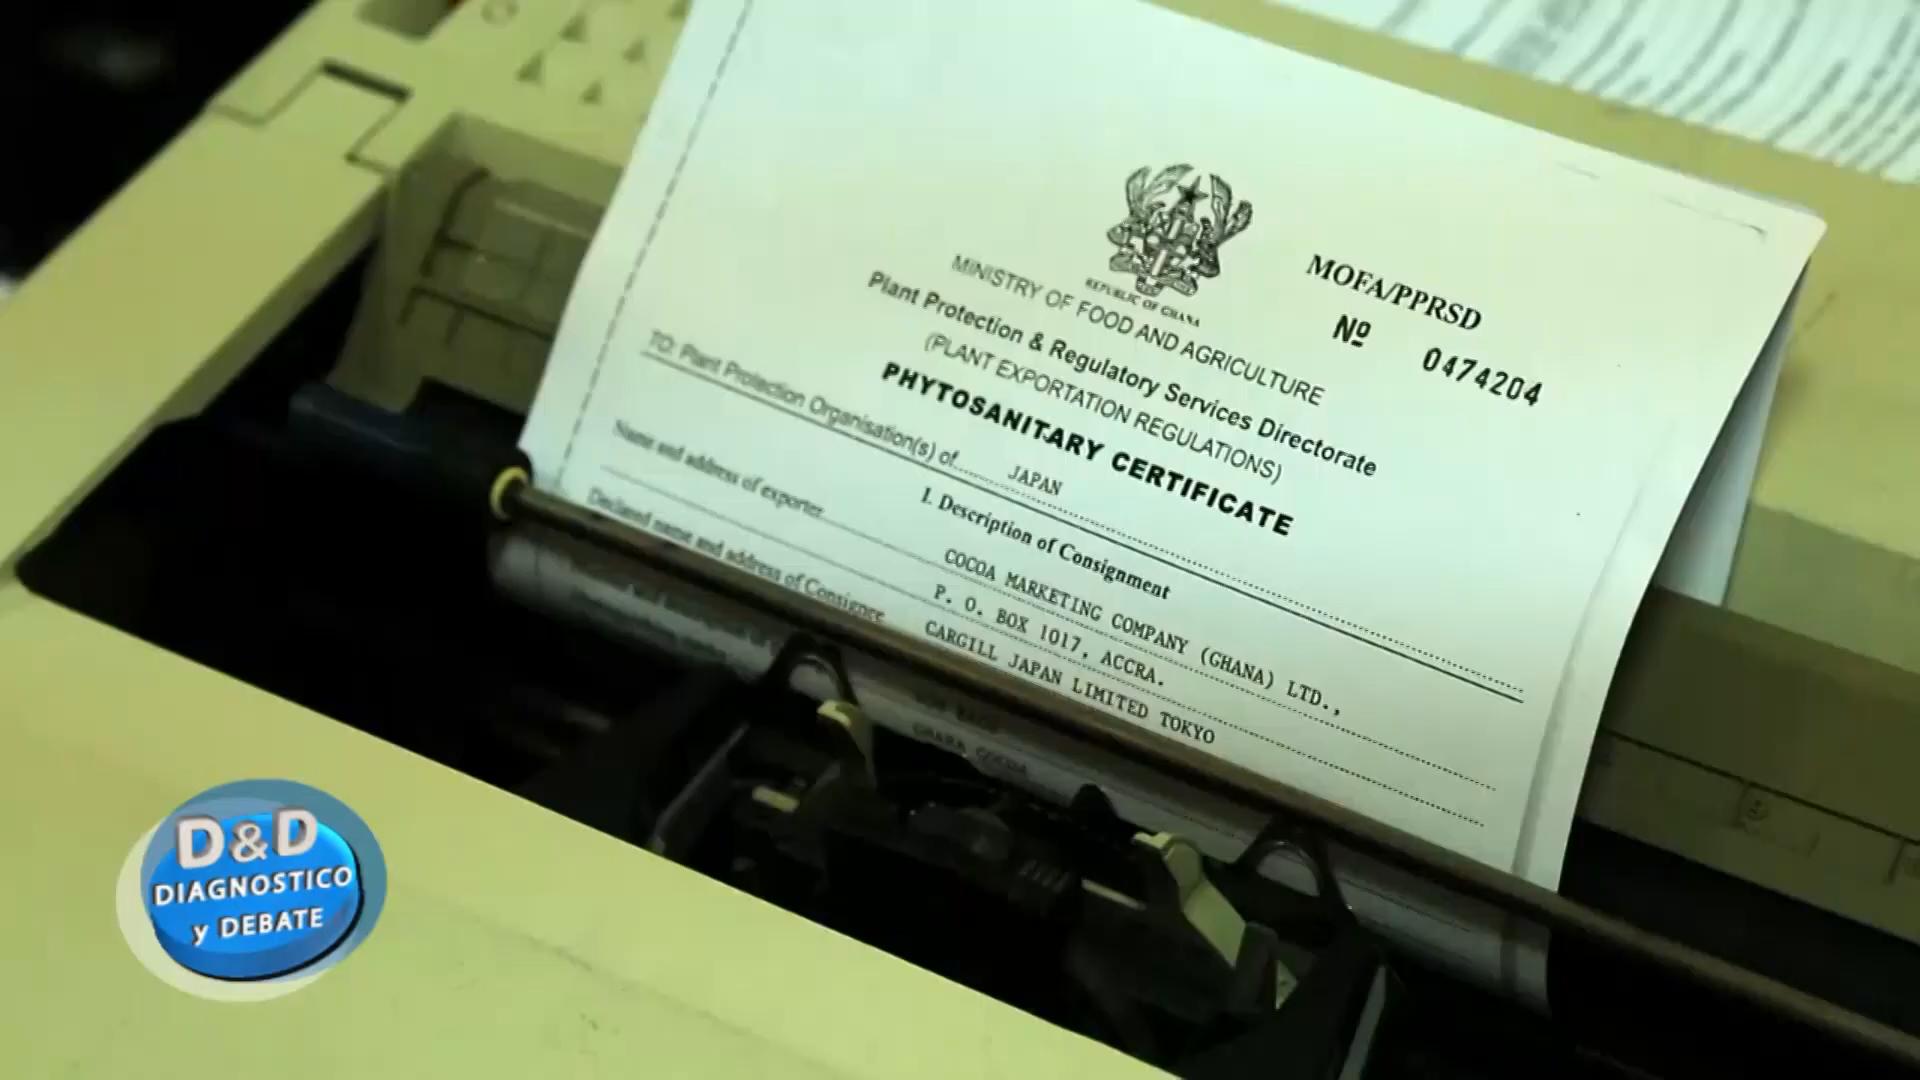 REPUBLIC OF GHANA
MOFA/PPRSD
MINISTRY OF FOOD AND AGRICULTURE
Nº 0474204
Plant Protection & Regulatory Services Directorate
(PLANT EXPORTATION REGULATIONS)
PHYTOSANITARY CERTIFICATE
TO: Plant Protection Organisation(s) of JAPAN
I. Description of Consignment
Name and address of exporter COCOA MARKETING COMPANY (GHANA) LTD.,
P. O. BOX 1017, ACCRA.
Declared name and address of Consignee CARGILL JAPAN LIMITED TOKYO
GHANA COCOA
D&D
DIAGNOSTICO
y DEBATE